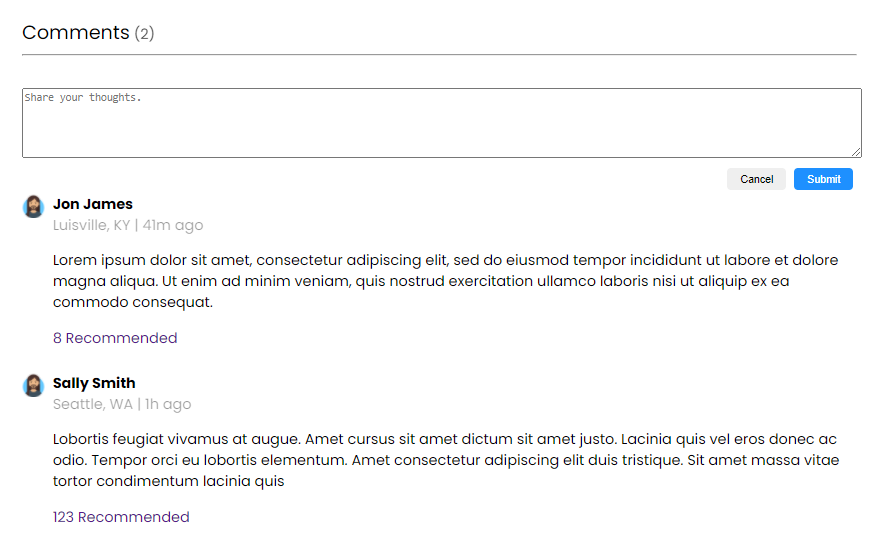 Comments (2)
Share your thoughts.
Cancel Submit
Jon James
Luisville, KY | 41m ago
Lorem ipsum dolor sit amet, consectetur adipiscing elit, sed do eiusmod tempor incididunt ut labore et dolore
magna aliqua. Ut enim ad minim veniam, quis nostrud exercitation ullamco laboris nisi ut aliquip ex ea
commodo consequat.
8 Recommended
Sally Smith
Seattle, WA | 1h ago
Lobortis feugiat vivamus at augue. Amet cursus sit amet dictum sit amet justo. Lacinia quis vel eros donec ac
odio. Tempor orci eu lobortis elementum. Amet consectetur adipiscing elit duis tristique. Sit amet massa vitae
tortor condimentum lacinia quis
123 Recommended